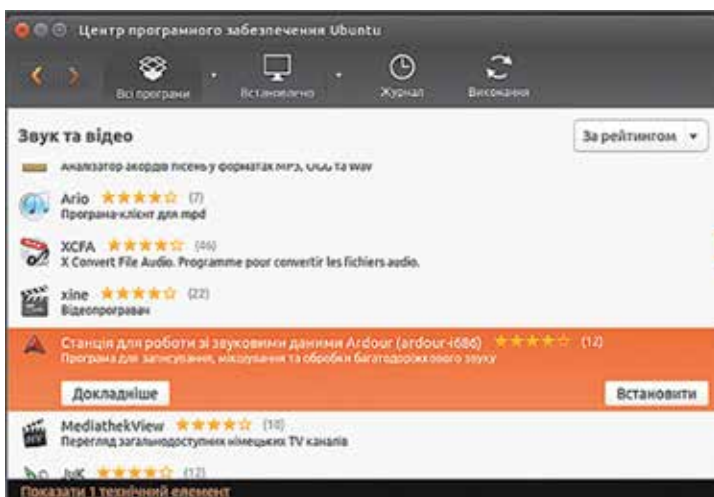 Центр програмного забезпечення Ubuntu
Всі програми Встановлено Журнал Виконання
Звук та відео За рейтингом
Аналізатор акордів пісень у форматах MP3, OGG та Wav
Ario (7)
Програма-клієнт для mpd
XCFA (46)
X Convert File Audio. Programme pour convertir les fichiers audio.
xine (22)
Відеопрогравач
Станція для роботи зі звуковими даними Ardour (ardour-i686) (12)
Програма для записування, мікшування та обробки багатодоріжкового звуку
Докладніше Встановити
MediathekView (10)
Перегляд загальнодоступних німецьких TV каналів
JuK (12)
Показати 1 технічний елемент